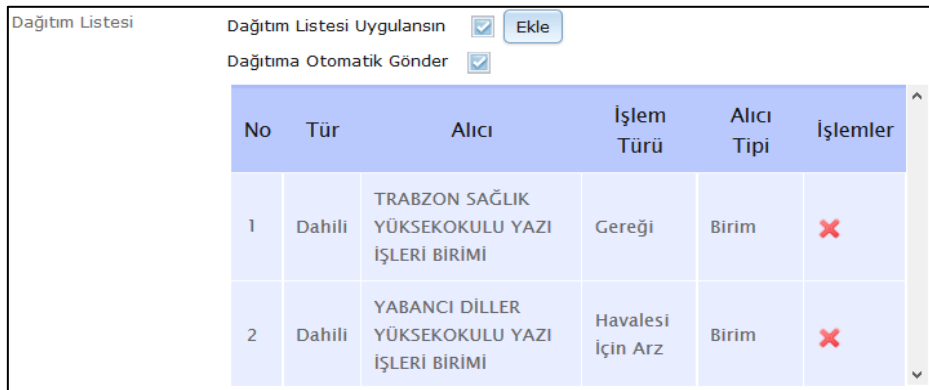 Dağıtım Listesi
Dağıtım Listesi Uygulansın Ekle
Dağıtıma Otomatik Gönder
No Tür Alıcı İşlem Türü Alıcı Tipi İşlemler
1 Dahili TRABZON SAĞLIK YÜKSEKOKULU YAZI İŞLERİ BİRİMİ Gereği Birim
2 Dahili YABANCI DİLLER YÜKSEKOKULU YAZI İŞLERİ BİRİMİ Havalesi İçin Arz Birim